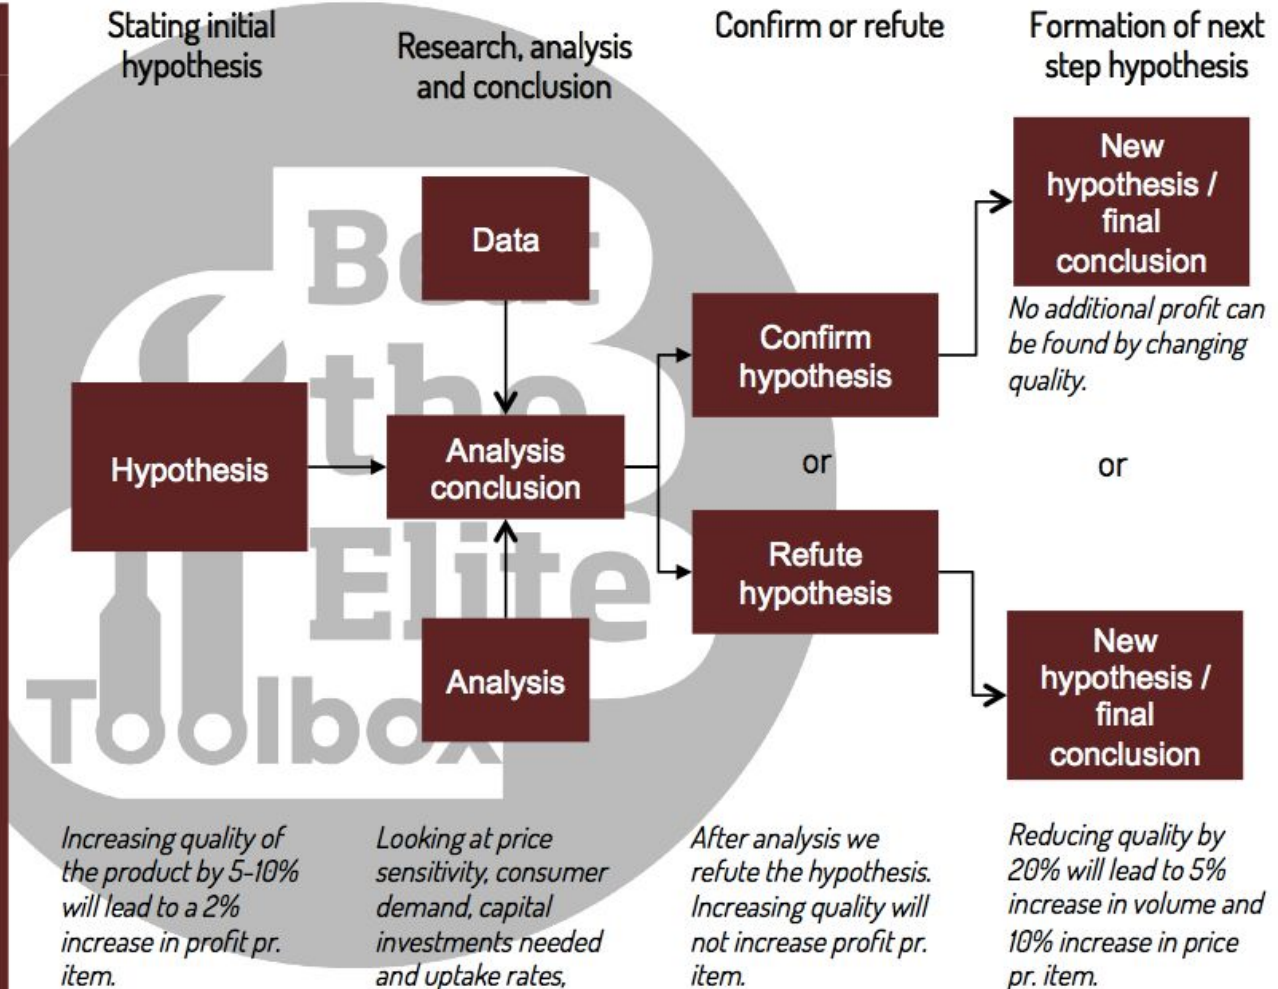 Stating initial
hypothesis
Research, analysis
and conclusion
Confirm or refute
Formation of next
step hypothesis
Hypothesis
Data
Analysis
conclusion
Analysis
Confirm
hypothesis
or
Refute
hypothesis
New
hypothesis /
final
conclusion
No additional profit can
be found by changing
quality.
or
New
hypothesis /
final
conclusion
Beat
the
Elite
Toolbox
Increasing quality of
the product by 5-10%
will lead to a 2%
increase in profit pr.
item.
Looking at price
sensitivity, consumer
demand, capital
investments needed
and uptake rates,
After analysis we
refute the hypothesis.
Increasing quality will
not increase profit pr.
item.
Reducing quality by
20% will lead to 5%
increase in volume and
10% increase in price
pr. item.